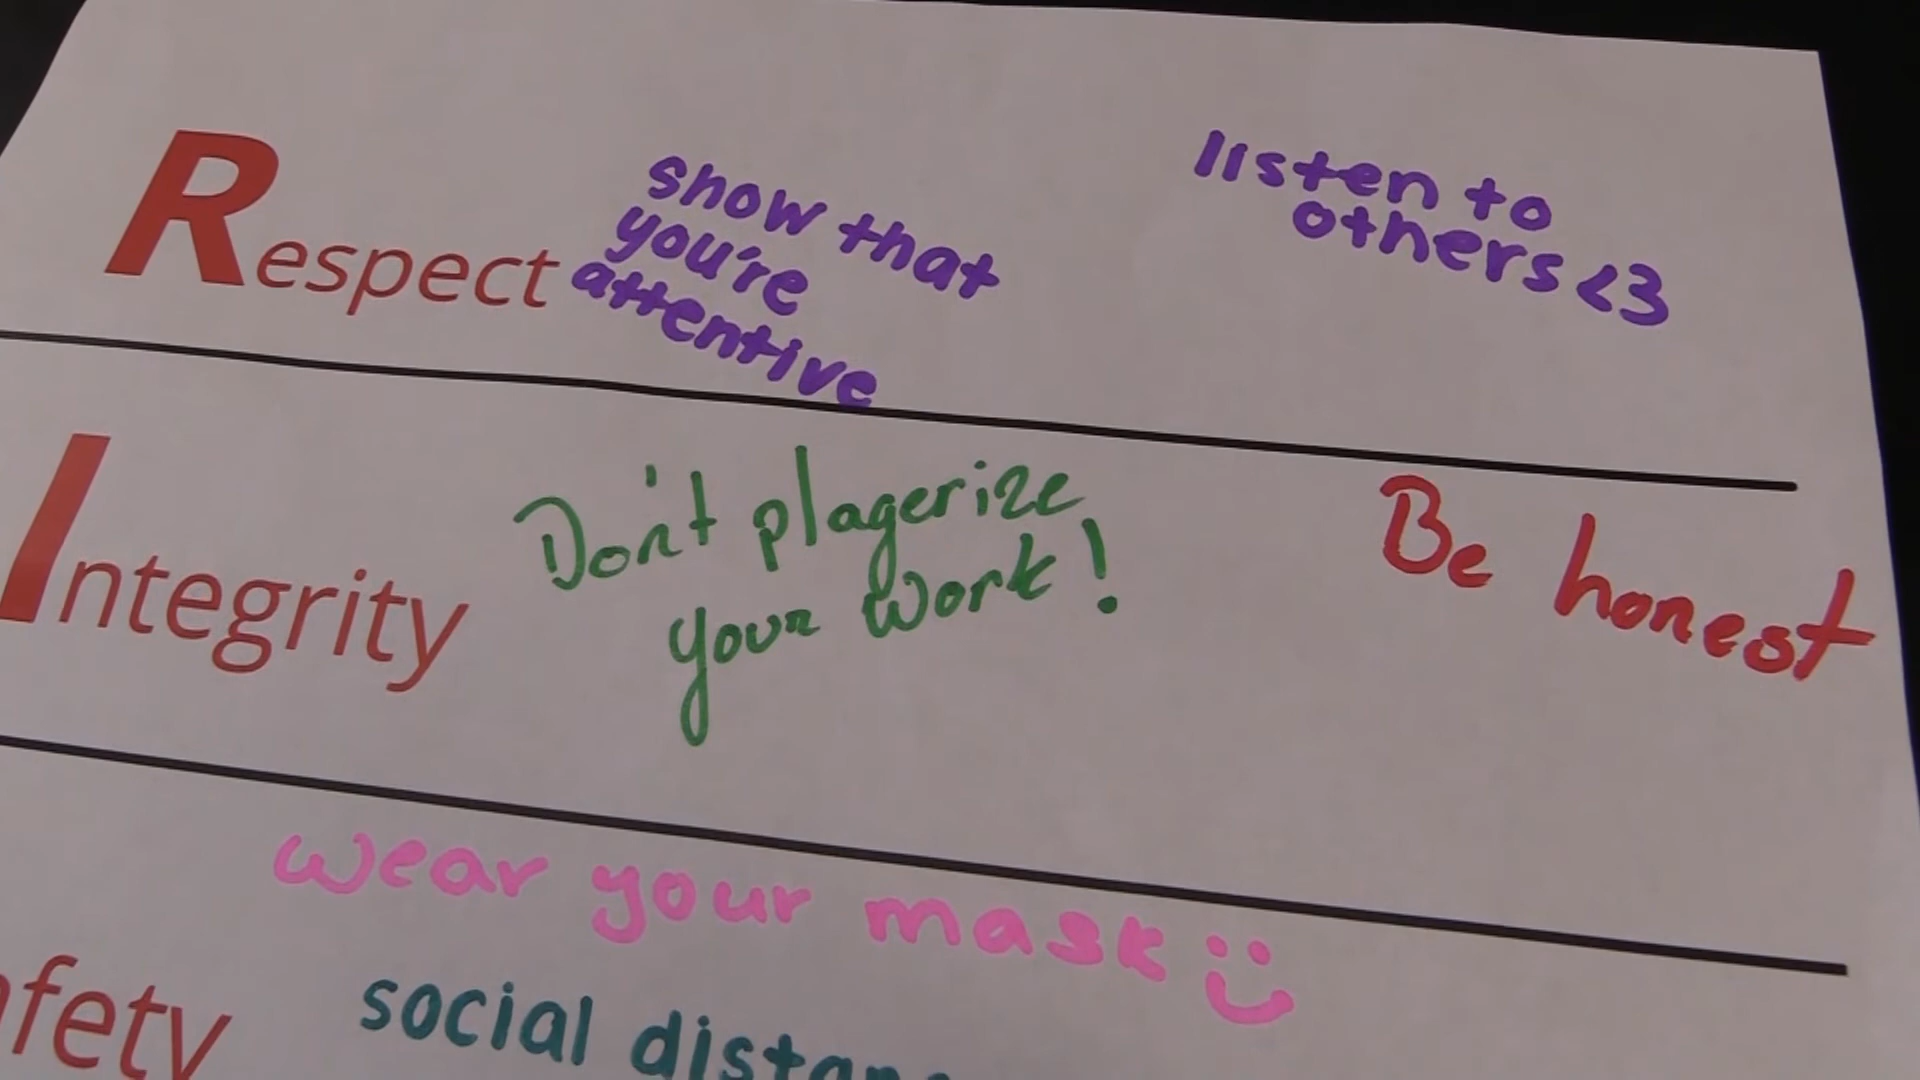 Respect
show that
you're
attentive
listen to
others <3
Integrity
Don't plagerize
your work!
Be honest
wear your mask
fety
social